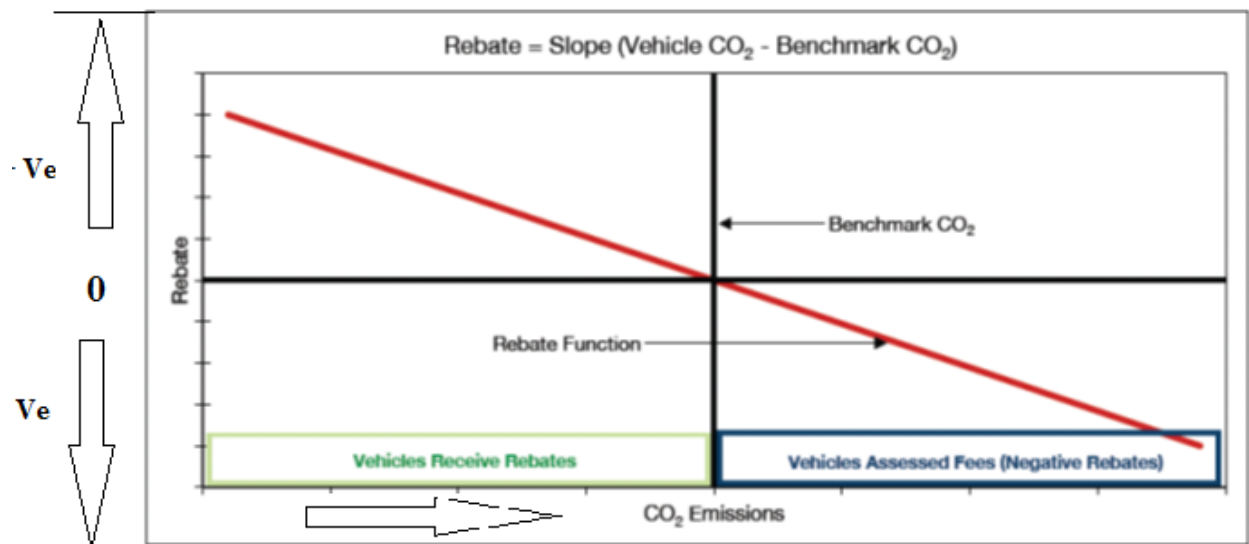 Rebate = Slope (Vehicle CO₂ - Benchmark CO₂)
- Ve
Benchmark CO₂
0
Rebate
Rebate Function
Ve
Vehicles Receive Rebates
Vehicles Assessed Fees (Negative Rebates)
CO₂ Emissions